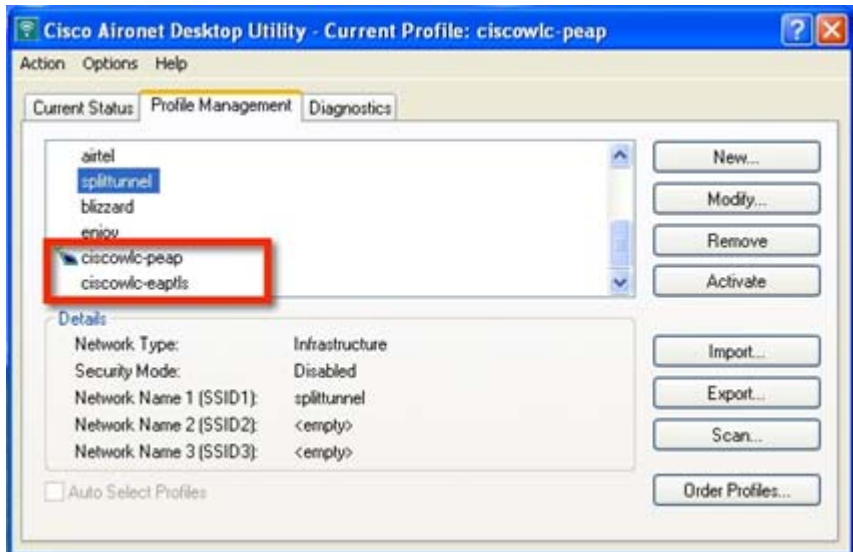 Cisco Aironet Desktop Utility - Current Profile: ciscowlc-peap
Action Options Help
Current Status Profile Management Diagnostics
airtel
splittunnel
blizzard
enjoy
ciscowlc-peap
ciscowlc-eaptls
New...
Modify...
Remove
Activate
Details
Network Type: Infrastructure
Security Mode: Disabled
Network Name 1 (SSID1): splittunnel
Network Name 2 (SSID2): <empty>
Network Name 3 (SSID3): <empty>
Auto Select Profiles
Import...
Export...
Scan...
Order Profiles...